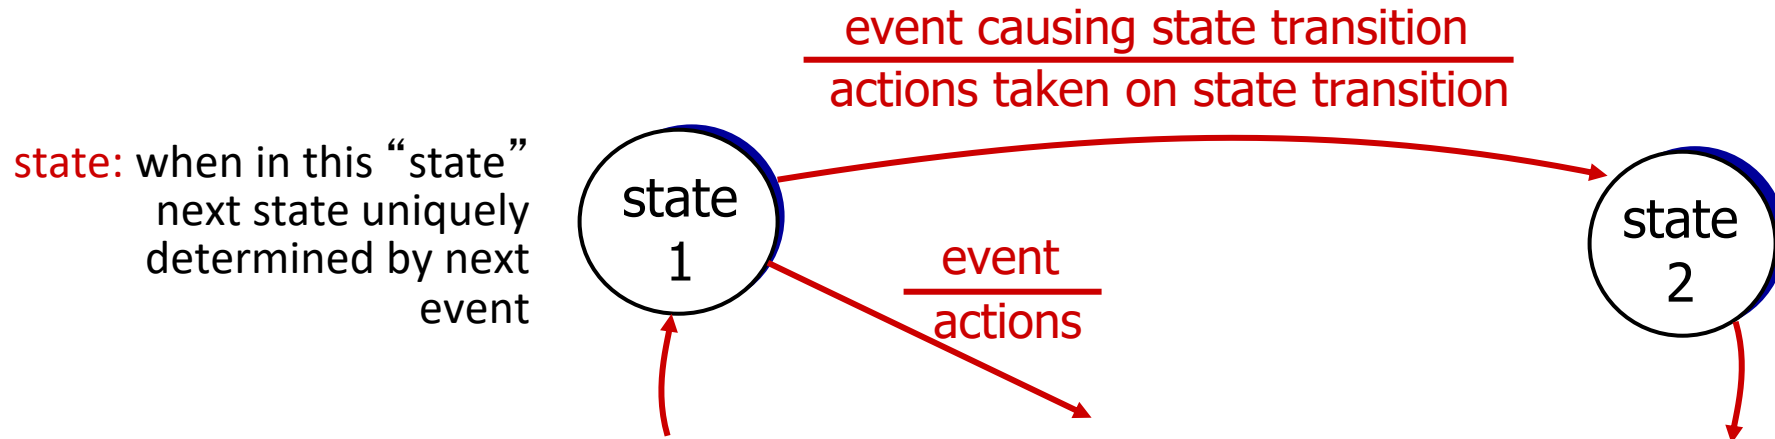 event causing state transition
actions taken on state transition
state: when in this “state”
next state uniquely
determined by next
event
state
1
event
actions
state
2